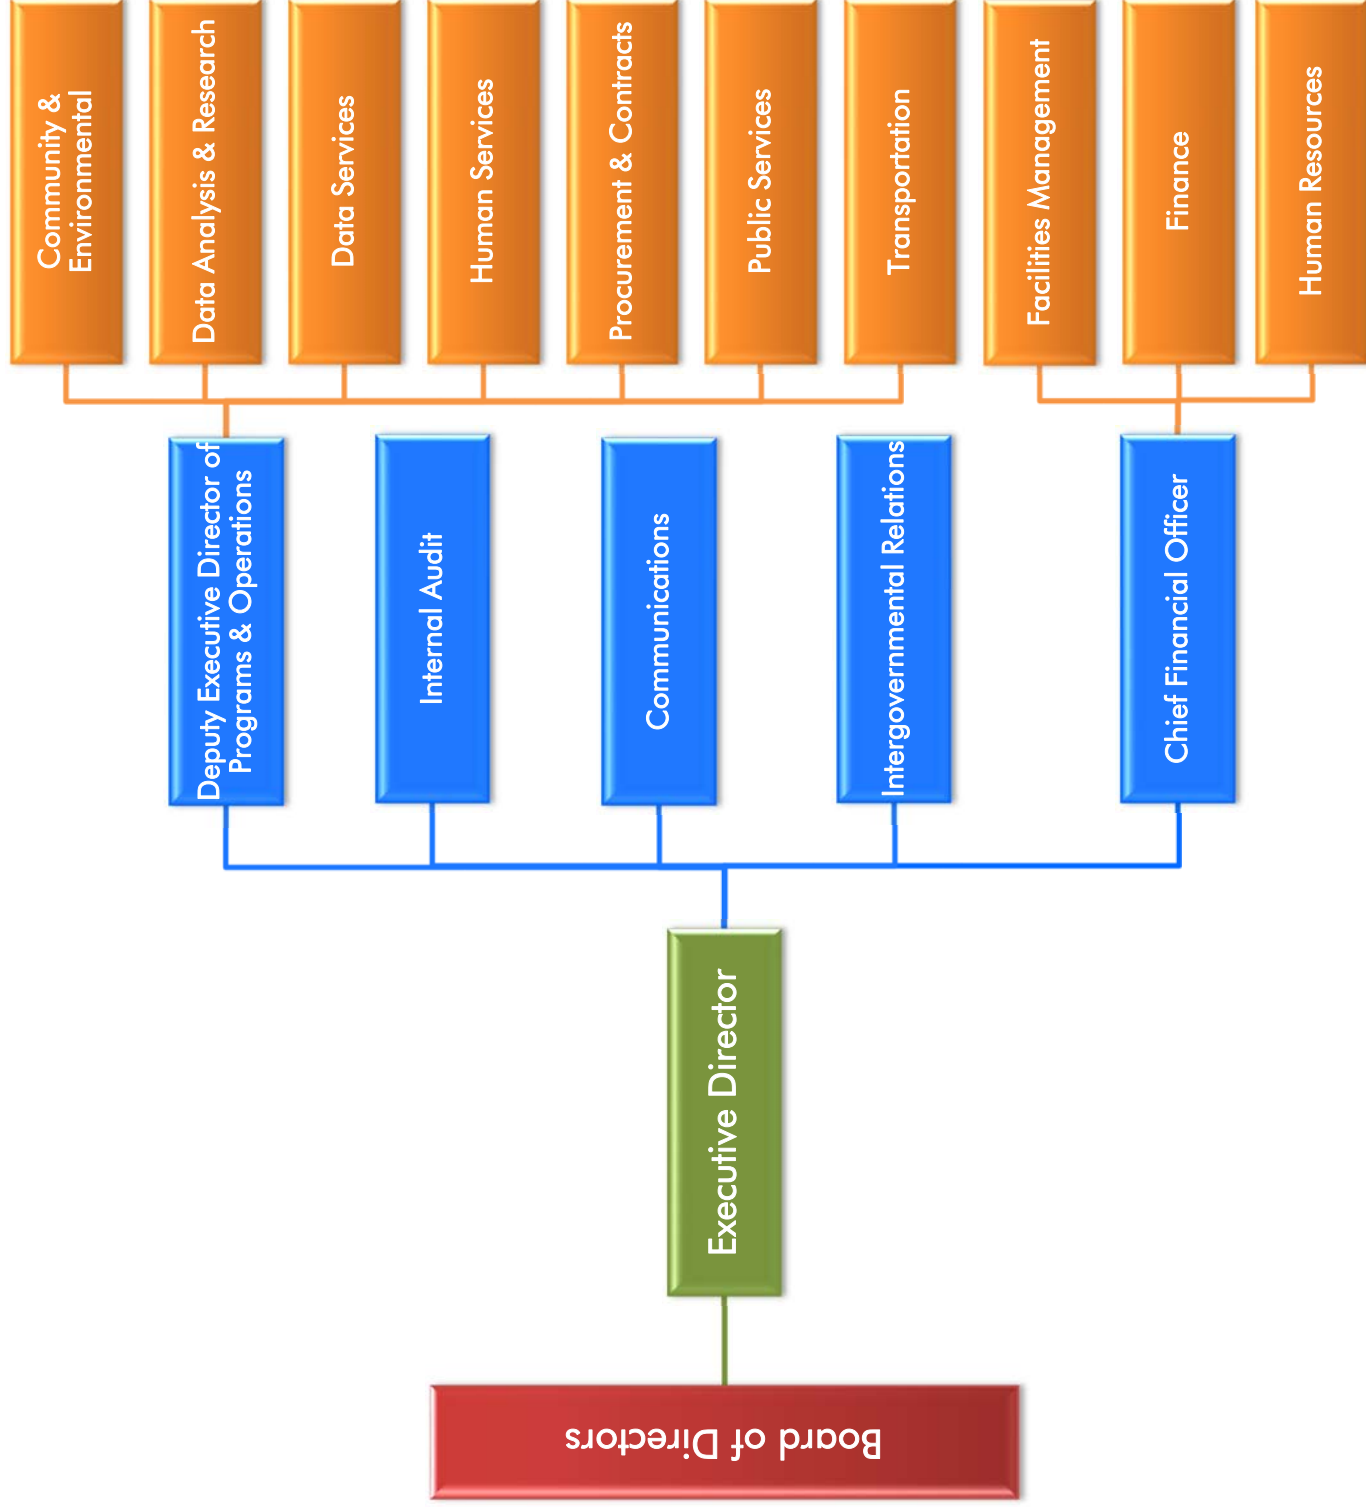 Board of Directors
Executive Director
Deputy Executive Director of
Programs & Operations
Internal Audit
Communications
Intergovernmental Relations
Chief Financial Officer
Community &
Environmental
Data Analysis & Research
Data Services
Human Services
Procurement & Contracts
Public Services
Transportation
Facilities Management
Finance
Human Resources